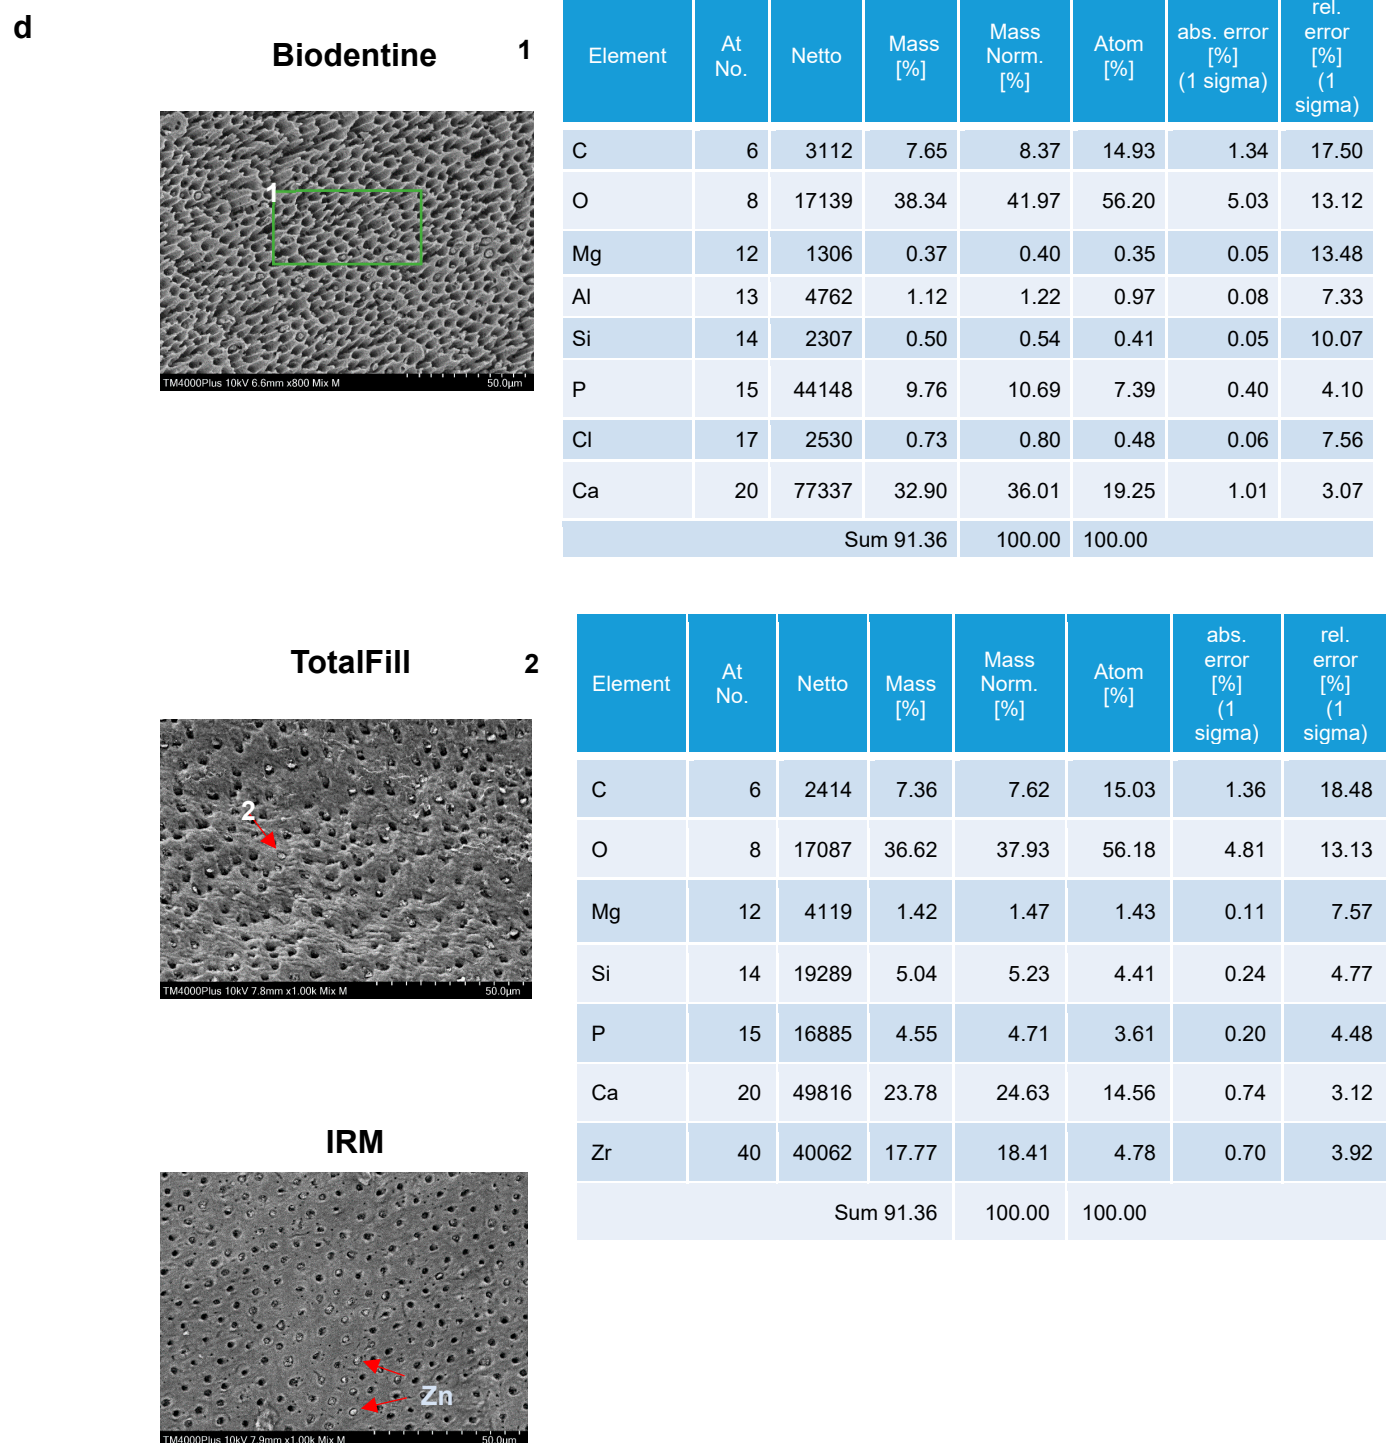 d
Biodentine 1
Element At No. Netto Mass [%] Mass Norm. [%] Atom [%] abs. error [%] (1 sigma) rel. error [%] (1 sigma)
C 6 3112 7.65 8.37 14.93 1.34 17.50
O 8 17139 38.34 41.97 56.20 5.03 13.12
Mg 12 1306 0.37 0.40 0.35 0.05 13.48
Al 13 4762 1.12 1.22 0.97 0.08 7.33
Si 14 2307 0.50 0.54 0.41 0.05 10.07
P 15 44148 9.76 10.69 7.39 0.40 4.10
Cl 17 2530 0.73 0.80 0.48 0.06 7.56
Ca 20 77337 32.90 36.01 19.25 1.01 3.07
Sum 91.36 100.00 100.00
1
TM4000Plus 10kV 6.6mm x800 Mix M 50.0µm
TotalFill 2
Element At No. Netto Mass [%] Mass Norm. [%] Atom [%] abs. error [%] (1 sigma) rel. error [%] (1 sigma)
C 6 2414 7.36 7.62 15.03 1.36 18.48
O 8 17087 36.62 37.93 56.18 4.81 13.13
Mg 12 4119 1.42 1.47 1.43 0.11 7.57
Si 14 19289 5.04 5.23 4.41 0.24 4.77
P 15 16885 4.55 4.71 3.61 0.20 4.48
Ca 20 49816 23.78 24.63 14.56 0.74 3.12
Zr 40 40062 17.77 18.41 4.78 0.70 3.92
Sum 91.36 100.00 100.00
2
TM4000Plus 10kV 7.8mm x1.00k Mix M 50.0µm
IRM
Zn
TM4000Plus 10kV 7.9mm x1.00k Mix M 50.0µm